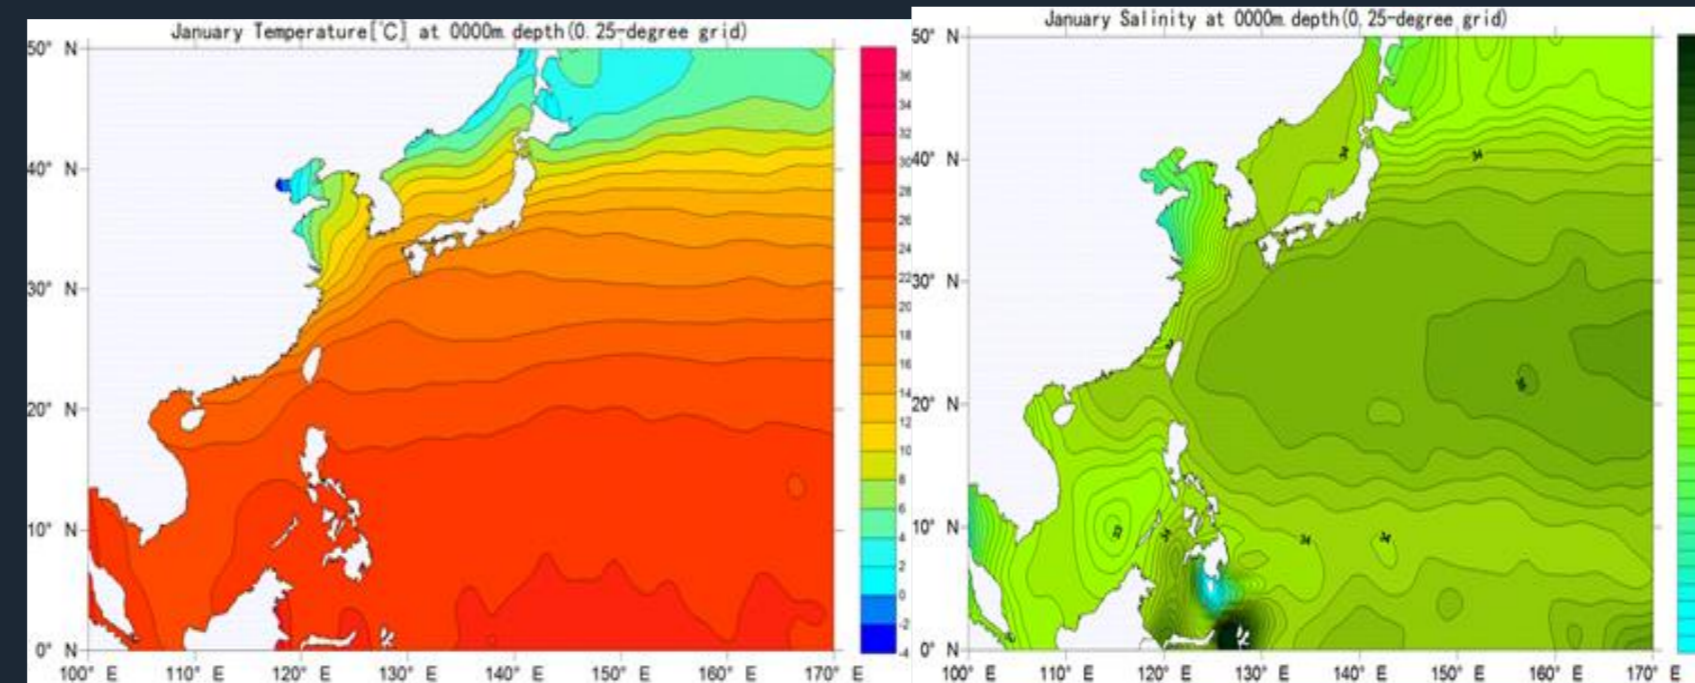 January Temperature[℃] at 0000m.depth(0.25-degree grid)
50° N
40° N
30° N
20° N
10° N
0° N
100° E
110° E
120° E
130° E
140° E
150° E
160° E
170° E
36
34
32
30
28
26
24
22
20
18
16
14
12
10
8
6
4
2
0
-2
-4
January Salinity at 0000m.depth(0.25-degree grid)
50° N
40° N
30° N
20° N
10° N
0° N
100° E
110° E
120° E
130° E
140° E
150° E
160° E
170° E
34
34
33
34
34
34